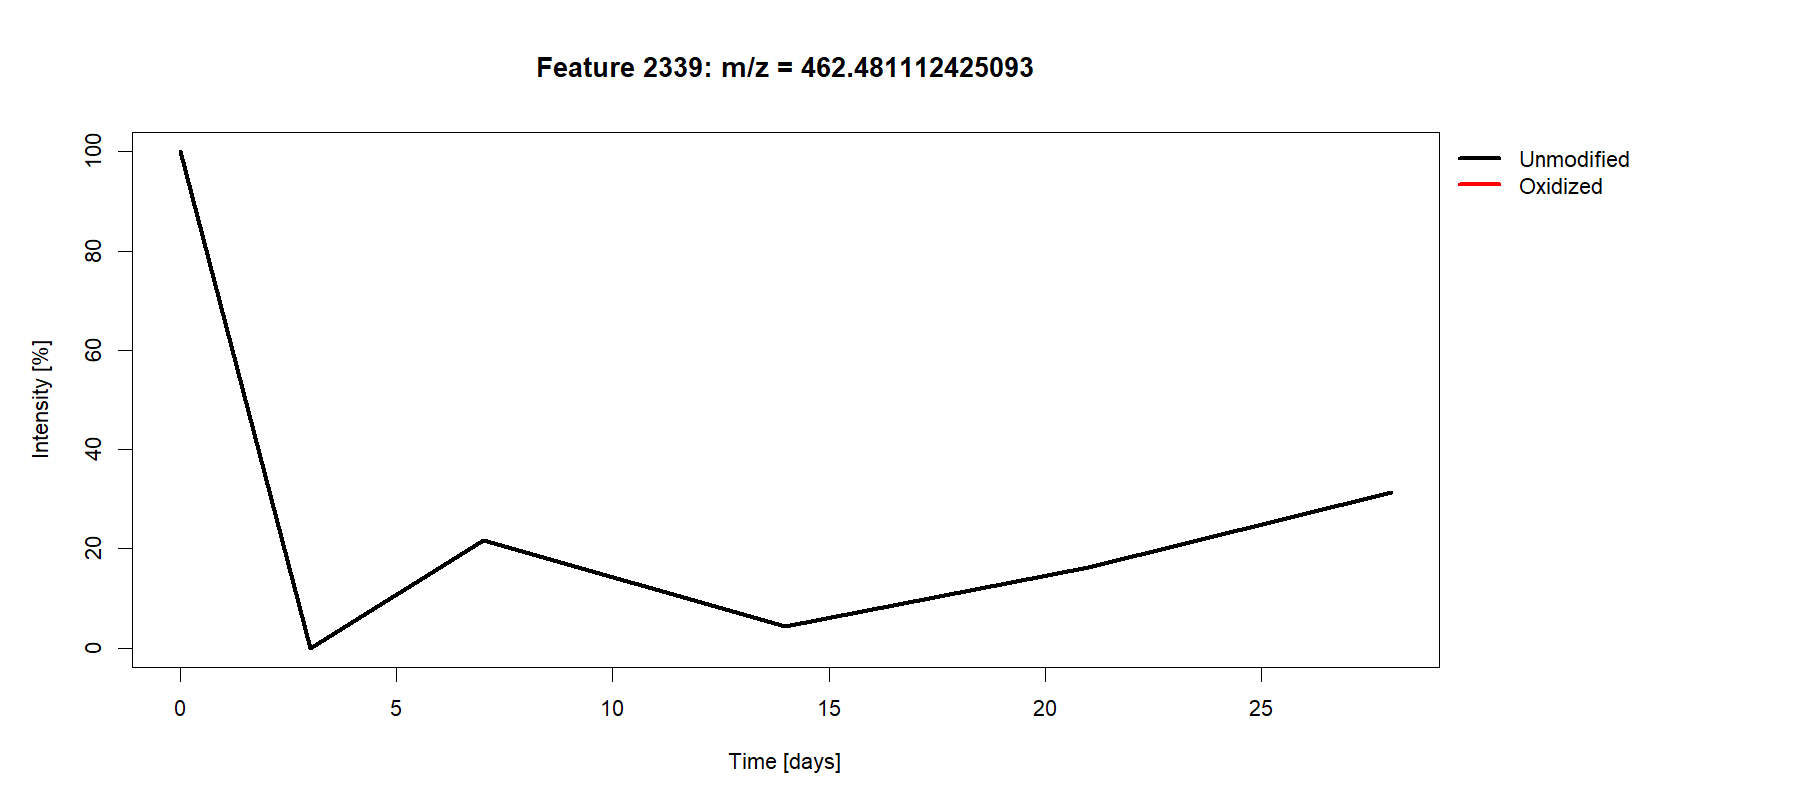 Feature 2339: m/z = 462.481112425093
Unmodified
Oxidized
Intensity [%]
100
80
60
40
20
0
0 5 10 15 20 25
Time [days]